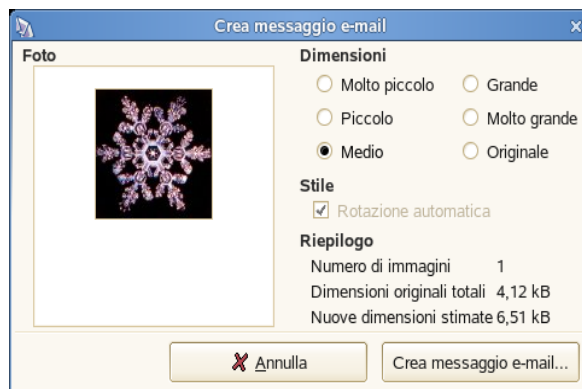 Crea messaggio e-mail
Foto
Dimensioni
Molto piccolo
Grande
Piccolo
Molto grande
Medio
Originale
Stile
Rotazione automatica
Riepilogo
Numero di immagini 1
Dimensioni originali totali 4,12 kB
Nuove dimensioni stimate 6,51 kB
Annulla
Crea messaggio e-mail...